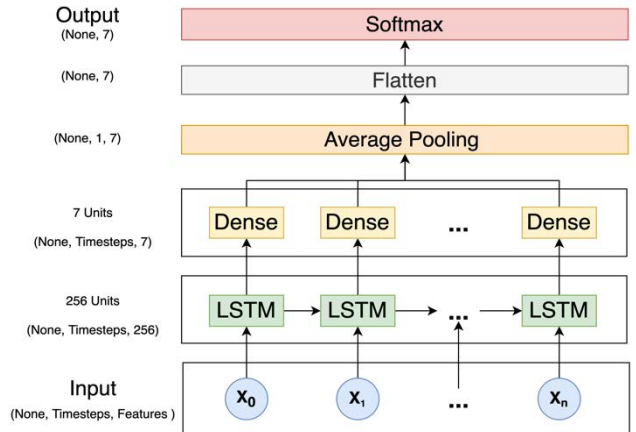 Output
(None, 7)
Softmax
(None, 7)
Flatten
(None, 1, 7)
Average Pooling
7 Units
(None, Timesteps, 7)
Dense Dense ... Dense
256 Units
(None, Timesteps, 256)
LSTM LSTM ... LSTM
Input
(None, Timesteps, Features )
X₀ X₁ ... Xₙ